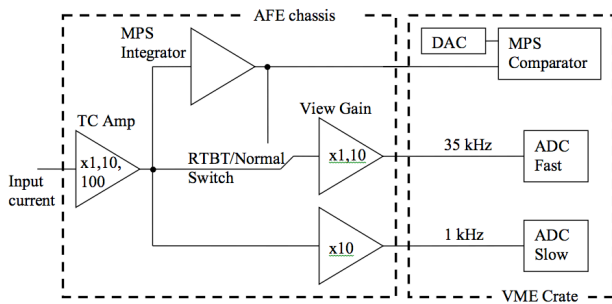 AFE chassis
MPS
Integrator
DAC
MPS
Comparator
TC Amp
View Gain
x1,10,
100
RTBT/Normal
Switch
x1,10
35 kHz
ADC
Fast
Input
current
x10
1 kHz
ADC
Slow
VME Crate